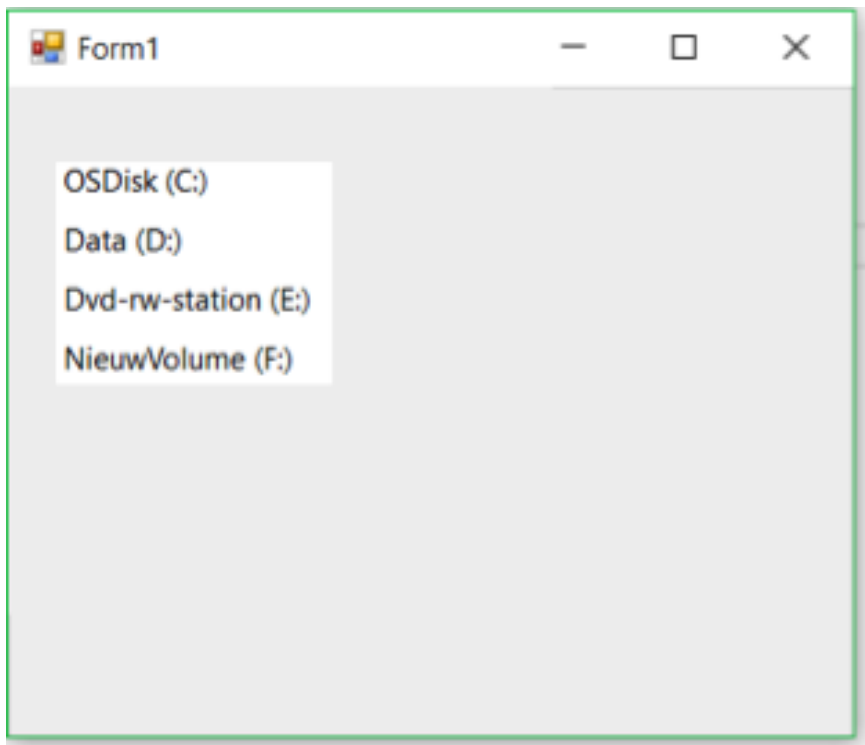 Form1
OSDisk (C:)
Data (D:)
Dvd-rw-station (E:)
NieuwVolume (F:)